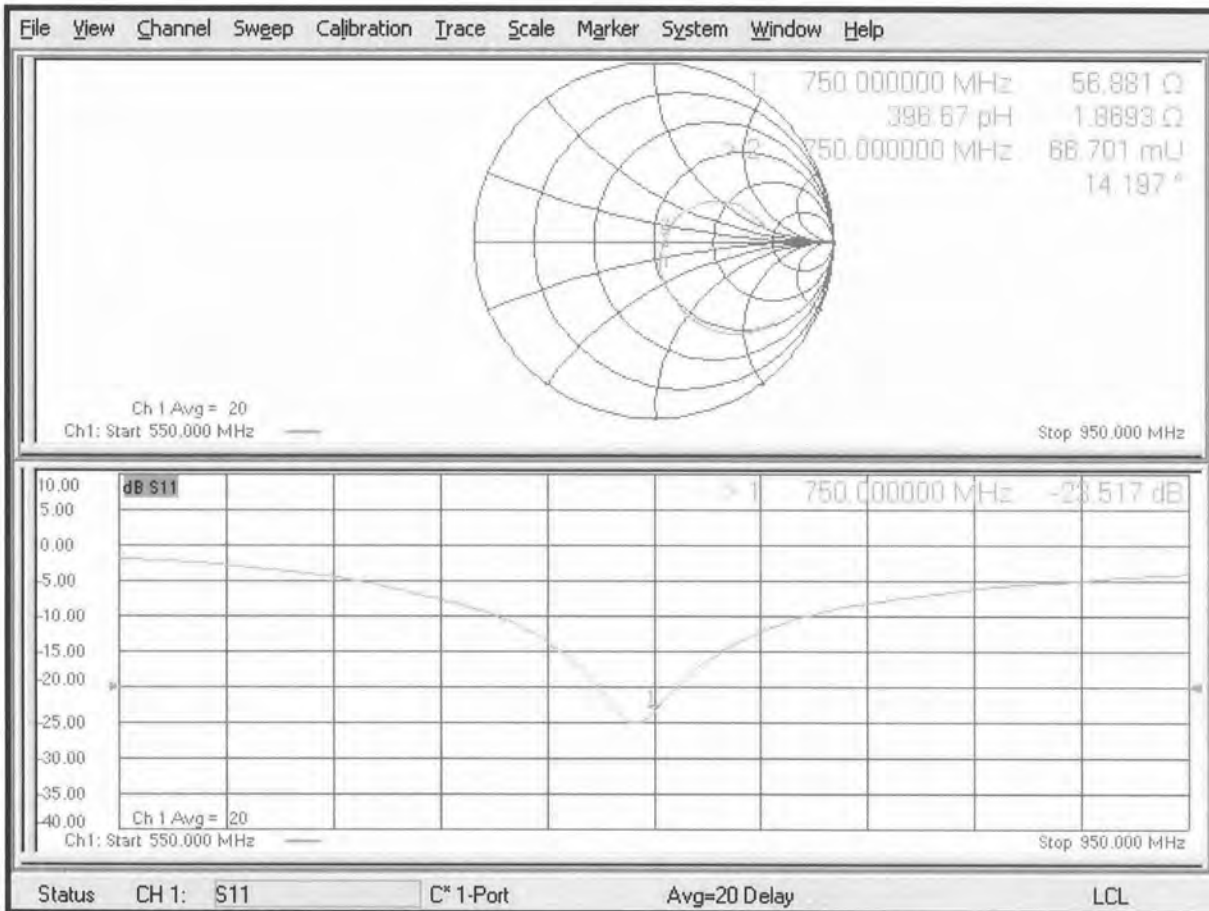 File View Channel Sweep Calibration Trace Scale Marker System Window Help
1: 750.000000 MHz 56.881 Ω
396.67 pH 1.8693 Ω
> 2: 750.000000 MHz 66.701 mU
14.197 °
Ch 1 Avg = 20
Ch1: Start 550.000 MHz
Stop 950.000 MHz
10.00
dB S11
> 1: 750.000000 MHz -23.517 dB
5.00
0.00
-5.00
-10.00
-15.00
-20.00
1
-25.00
-30.00
-35.00
-40.00
Ch 1 Avg = 20
Ch1: Start 550.000 MHz
Stop 950.000 MHz
Status CH 1: S11 C* 1-Port Avg=20 Delay LCL